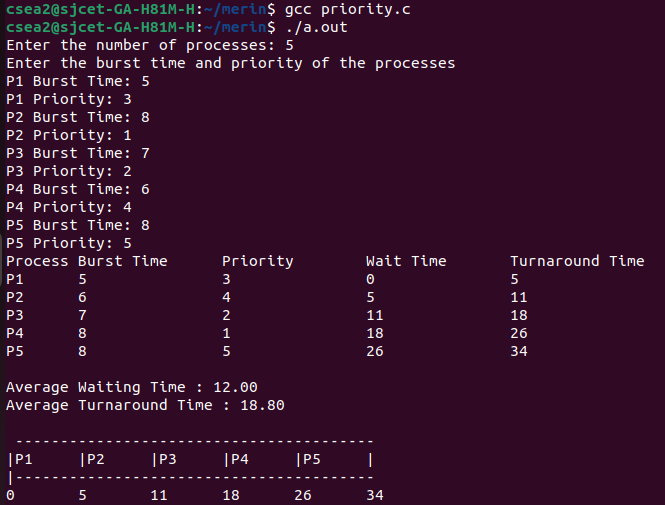 csea2@sjcet-GA-H81M-H:~/merin$ gcc priority.c
csea2@sjcet-GA-H81M-H:~/merin$ ./a.out
Enter the number of processes: 5
Enter the burst time and priority of the processes
P1 Burst Time: 5
P1 Priority: 3
P2 Burst Time: 8
P2 Priority: 1
P3 Burst Time: 7
P3 Priority: 2
P4 Burst Time: 6
P4 Priority: 4
P5 Burst Time: 8
P5 Priority: 5
Process Burst Time      Priority        Wait Time       Turnaround Time
P1      5               3               0               5
P2      6               4               5               11
P3      7               2               11              18
P4      8               1               18              26
P5      8               5               26              34

Average Waiting Time : 12.00
Average Turnaround Time : 18.80

 ----------------------------------------
|P1     |P2     |P3     |P4     |P5     |
|----------------------------------------
0       5       11      18      26      34